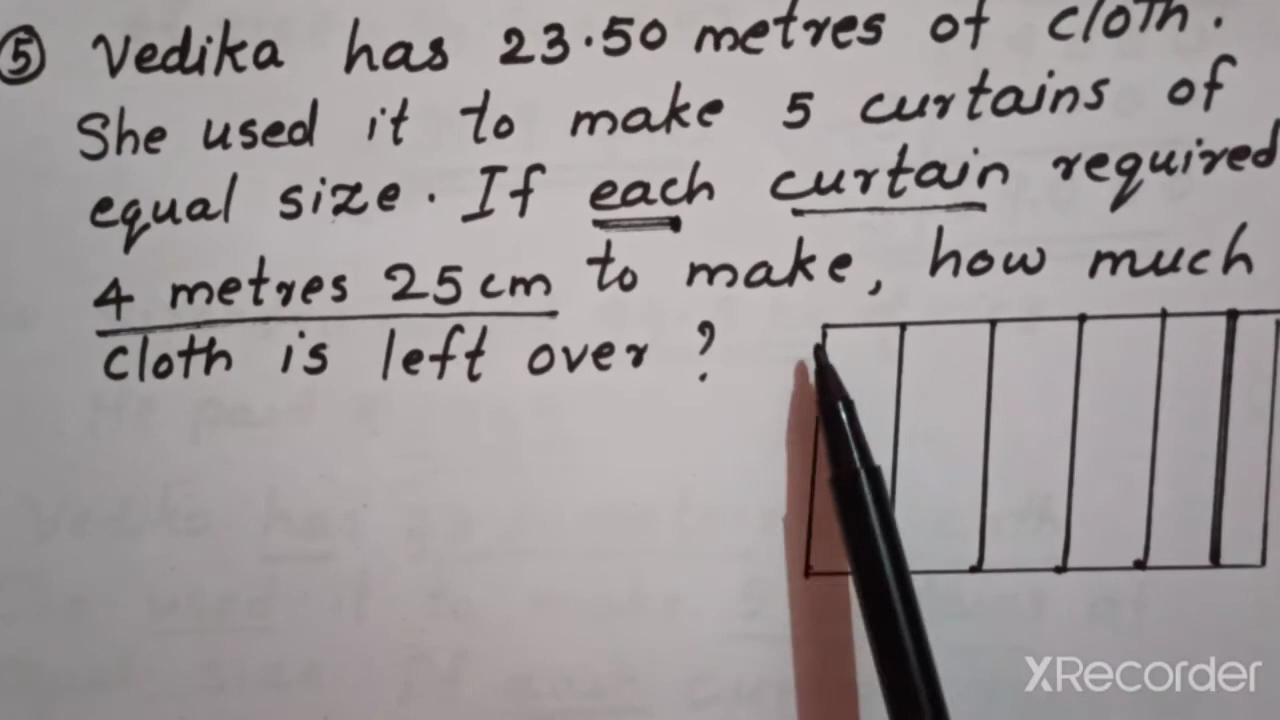 ⑤ Vedika has 23.50 metres of cloth.
She used it to make 5 curtains of
equal size. If each curtain required
4 metres 25 cm to make, how much
cloth is left over?
XRecorder